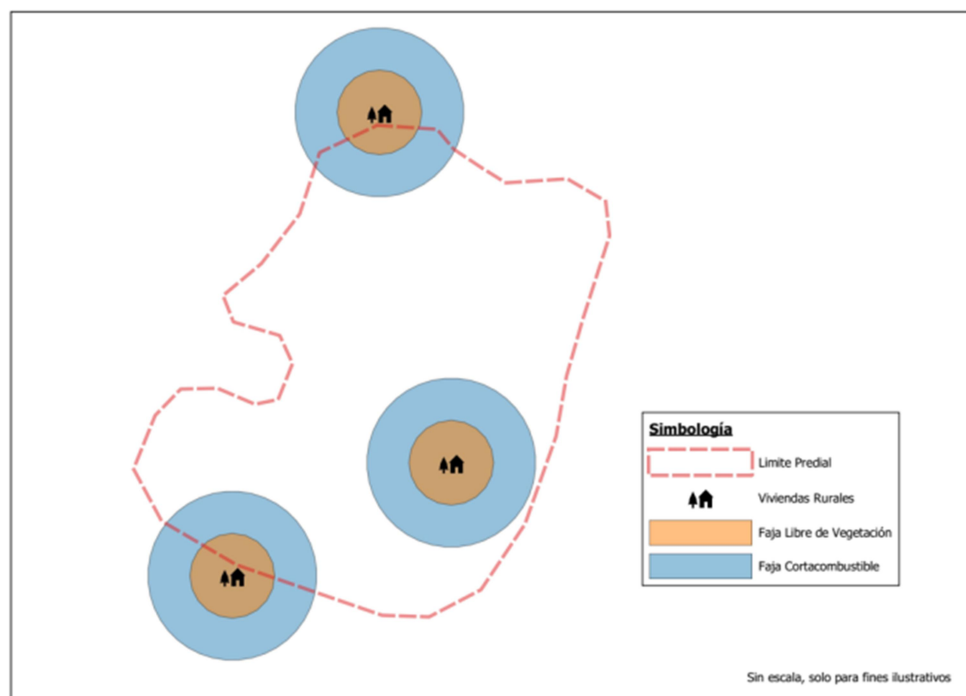 Simbología
Limite Predial
Viviendas Rurales
Faja Libre de Vegetación
Faja Cortacombustible
Sin escala, solo para fines ilustrativos